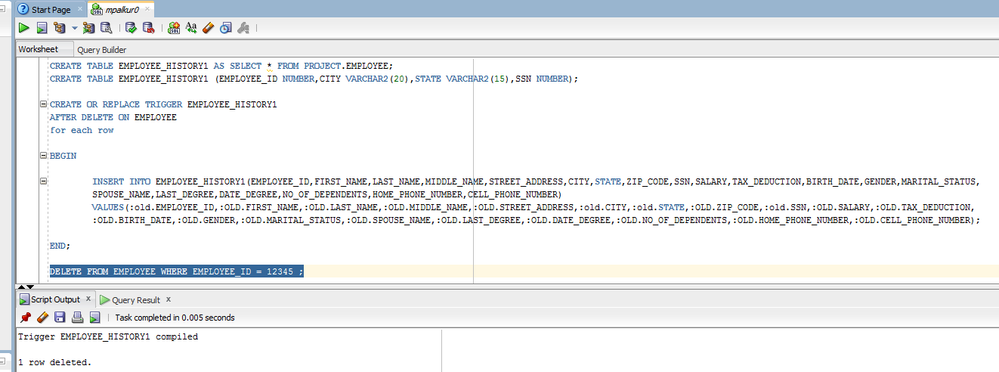 Start Page
mpalkur0
Worksheet
Query Builder
CREATE TABLE EMPLOYEE_HISTORY1 AS SELECT * FROM PROJECT.EMPLOYEE;
CREATE TABLE EMPLOYEE_HISTORY1 (EMPLOYEE_ID NUMBER,CITY VARCHAR2(20),STATE VARCHAR2(15),SSN NUMBER);
CREATE OR REPLACE TRIGGER EMPLOYEE_HISTORY1
AFTER DELETE ON EMPLOYEE
for each row
BEGIN
INSERT INTO EMPLOYEE_HISTORY1(EMPLOYEE_ID,FIRST_NAME,LAST_NAME,MIDDLE_NAME,STREET_ADDRESS,CITY,STATE,ZIP_CODE,SSN,SALARY,TAX_DEDUCTION,BIRTH_DATE,GENDER,MARITAL_STATUS,
SPOUSE_NAME,LAST_DEGREE,DATE_DEGREE,NO_OF_DEPENDENTS,HOME_PHONE_NUMBER,CELL_PHONE_NUMBER)
VALUES(:old.EMPLOYEE_ID,:OLD.FIRST_NAME,:OLD.LAST_NAME,:OLD.MIDDLE_NAME,:OLD.STREET_ADDRESS,:old.CITY,:old.STATE,:OLD.ZIP_CODE,:old.SSN,:OLD.SALARY,:OLD.TAX_DEDUCTION,
:OLD.BIRTH_DATE,:OLD.GENDER,:OLD.MARITAL_STATUS,:OLD.SPOUSE_NAME,:OLD.LAST_DEGREE,:OLD.DATE_DEGREE,:OLD.NO_OF_DEPENDENTS,:OLD.HOME_PHONE_NUMBER,:OLD.CELL_PHONE_NUMBER);
END;
DELETE FROM EMPLOYEE WHERE EMPLOYEE_ID = 12345 ;
Script Output
Query Result
Task completed in 0.005 seconds
Trigger EMPLOYEE_HISTORY1 compiled
1 row deleted.